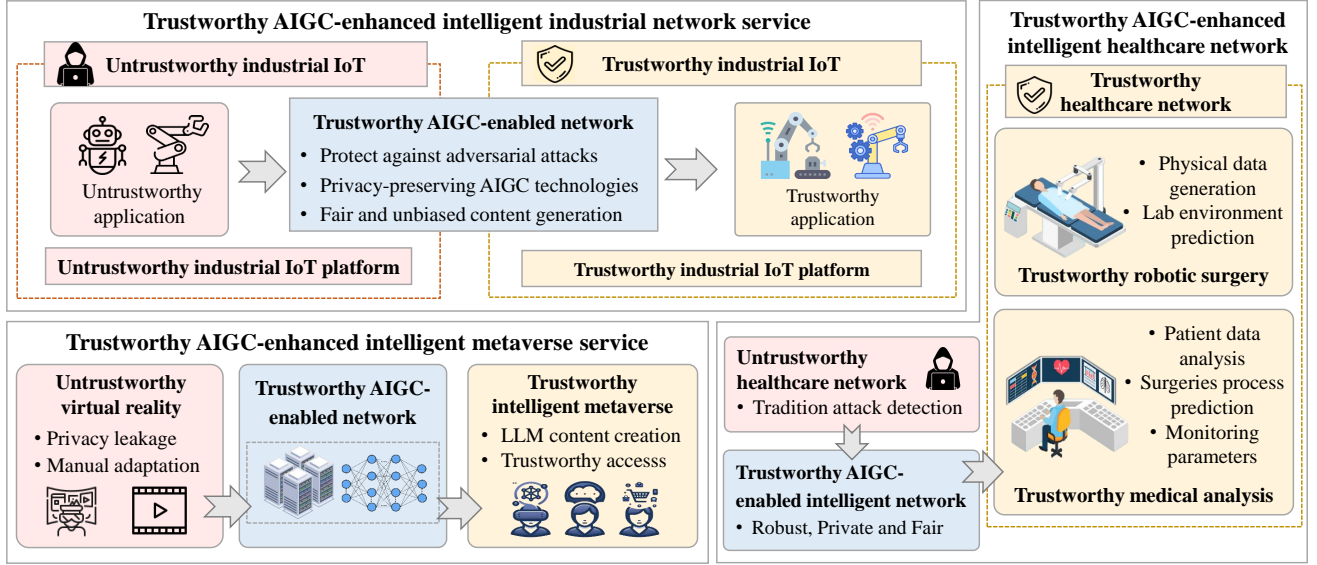 Trustworthy AIGC-enhanced intelligent industrial network service
Untrustworthy industrial IoT
Trustworthy industrial IoT
Untrustworthy
application
Trustworthy AIGC-enabled network
• Protect against adversarial attacks
• Privacy-preserving AIGC technologies
• Fair and unbiased content generation
Trustworthy
application
Untrustworthy industrial IoT platform
Trustworthy industrial IoT platform
Trustworthy AIGC-enhanced intelligent metaverse service
Untrustworthy
virtual reality
• Privacy leakage
• Manual adaptation
Trustworthy AIGC-
enabled network
Trustworthy
intelligent metaverse
• LLM content creation
• Trustworthy accesss
Trustworthy AIGC-enhanced
intelligent healthcare network
Trustworthy
healthcare network
• Physical data
generation
• Lab environment
prediction
Trustworthy robotic surgery
• Patient data
analysis
• Surgeries process
prediction
• Monitoring
parameters
Trustworthy medical analysis
Untrustworthy
healthcare network
• Tradition attack detection
Trustworthy AIGC-
enabled intelligent network
• Robust, Private and Fair